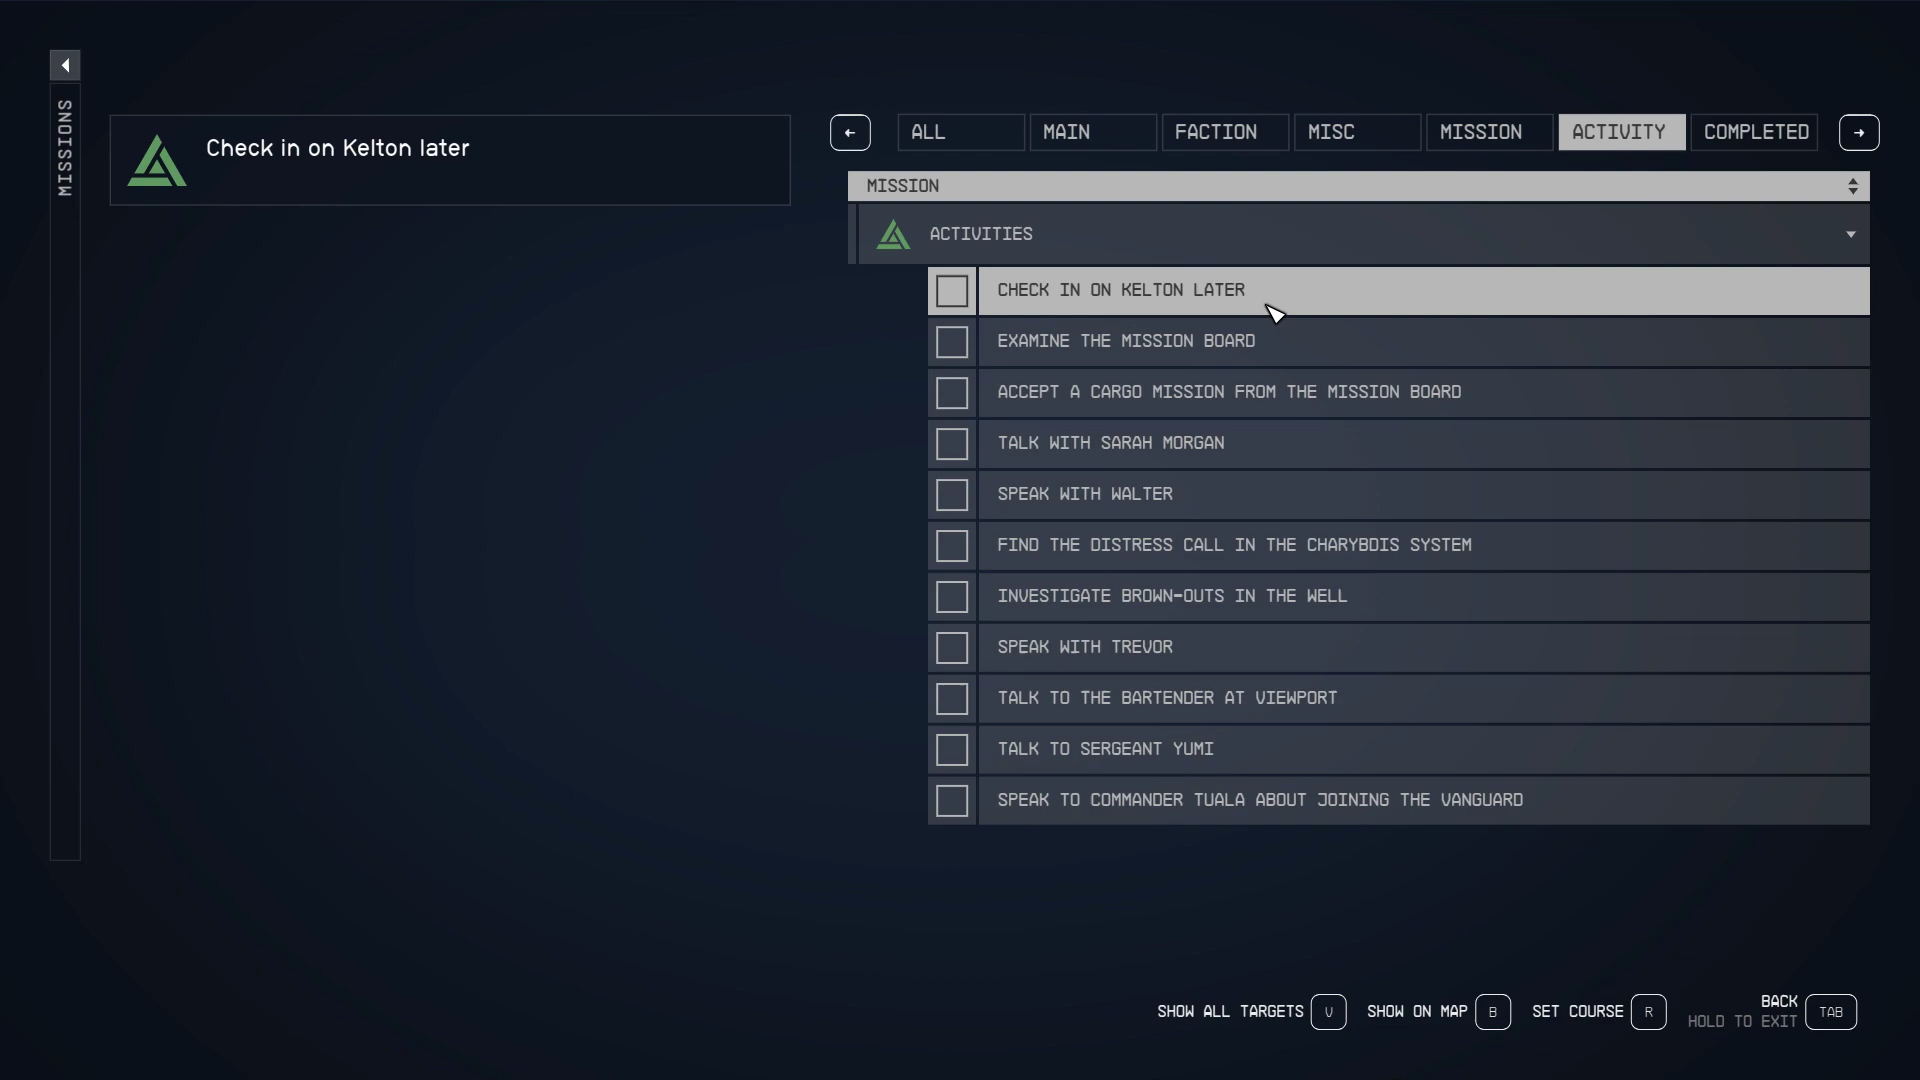 MISSIONS
Check in on Kelton later
ALL
MAIN
FACTION
MISC
MISSION
ACTIVITY
COMPLETED
MISSION
ACTIVITIES
CHECK IN ON KELTON LATER
EXAMINE THE MISSION BOARD
ACCEPT A CARGO MISSION FROM THE MISSION BOARD
TALK WITH SARAH MORGAN
SPEAK WITH WALTER
FIND THE DISTRESS CALL IN THE CHARYBDIS SYSTEM
INVESTIGATE BROWN-OUTS IN THE WELL
SPEAK WITH TREVOR
TALK TO THE BARTENDER AT VIEWPORT
TALK TO SERGEANT YUMI
SPEAK TO COMMANDER TUALA ABOUT JOINING THE VANGUARD
SHOW ALL TARGETS V
SHOW ON MAP B
SET COURSE R
BACK
HOLD TO EXIT
TAB